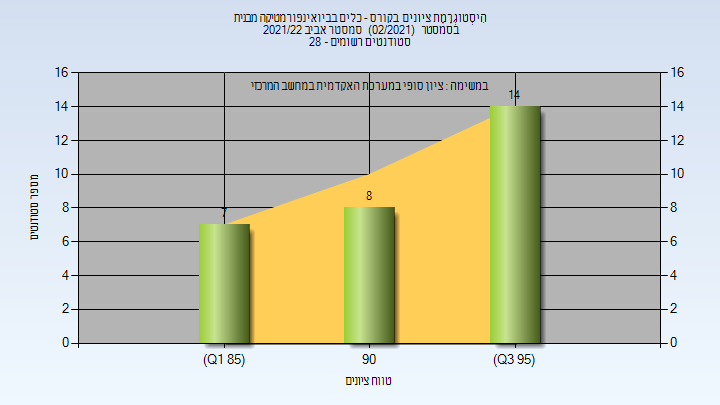 היסטוגרמת ציונים בקורס - כלים בביואינפורמטיקה מבנית
בסמסטר (02/2021) סמסטר אביב 2021/22
סטודנטים רשומים - 28
במשימה : ציון סופי במערכת האקדמית במחשב המרכזי
16 16
14 14 14
12 12
10 10
8 8 8
7
6 6
4 4
2 2
0 0
(Q1 85) 90 (Q3 95)
מספר סטודנטים
טווח ציונים